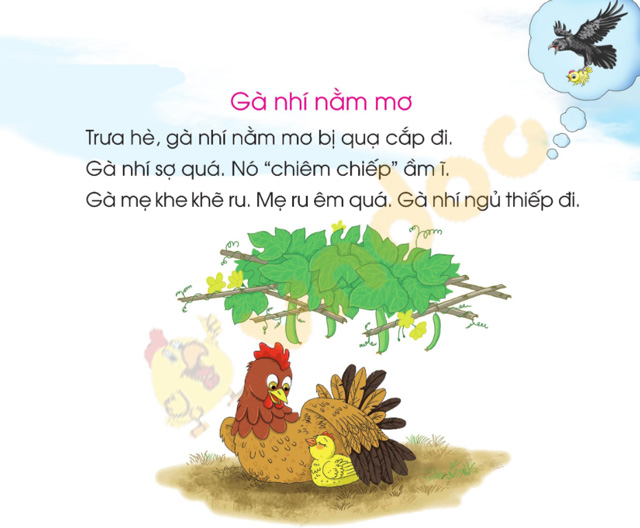 Gà nhí nằm mơ
Trưa hè, gà nhí nằm mơ bị quạ cắp đi.
Gà nhí sợ quá. Nó “chiêm chiếp” ầm ĩ.
Gà mẹ khe khẽ ru. Mẹ ru êm quá. Gà nhí ngủ thiếp đi.